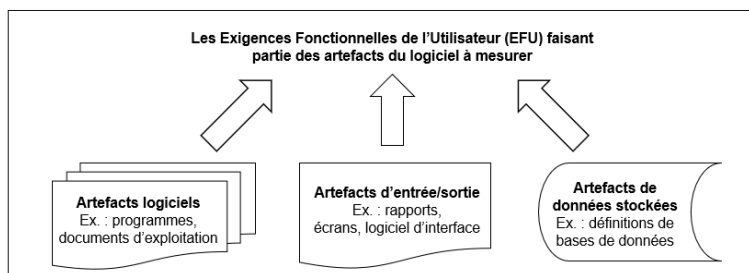 Les Exigences Fonctionnelles de l'Utilisateur (EFU) faisant
partie des artefacts du logiciel à mesurer
Artefacts logiciels
Ex. : programmes,
documents d'exploitation
Artefacts d'entrée/sortie
Ex. : rapports,
écrans, logiciel d'interface
Artefacts de
données stockées
Ex. : définitions de
bases de données